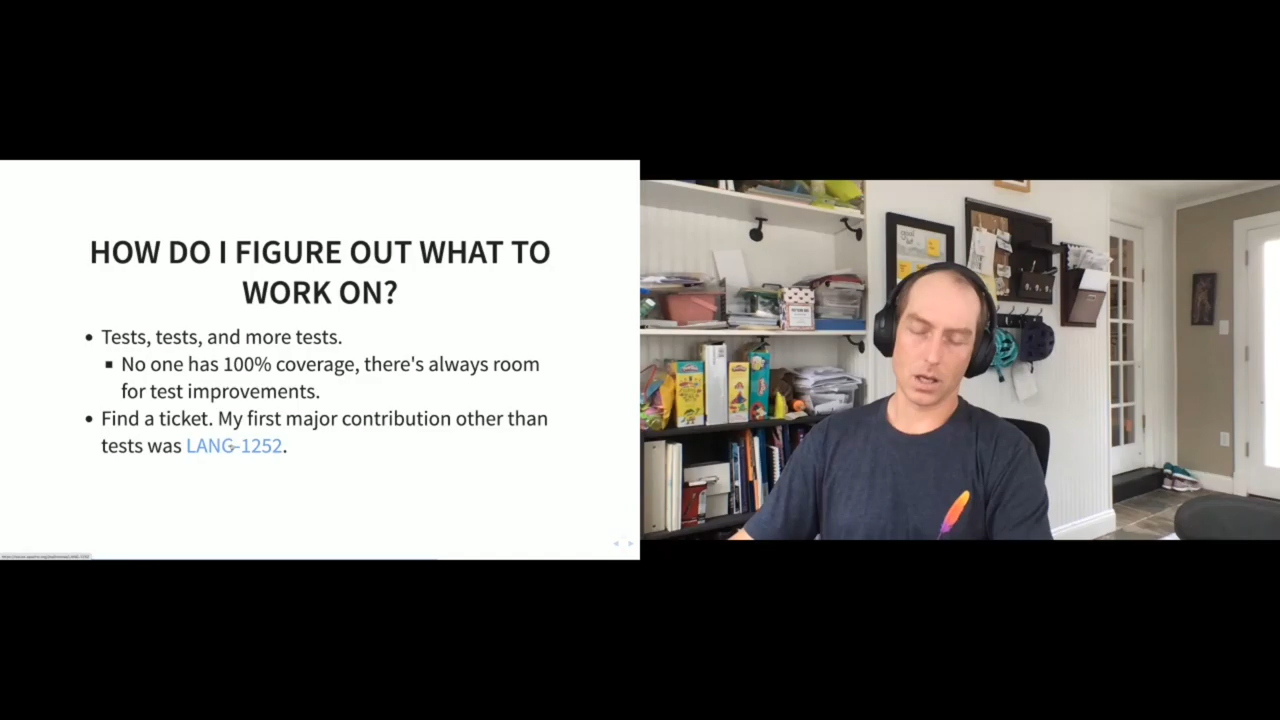 HOW DO I FIGURE OUT WHAT TO
WORK ON?
• Tests, tests, and more tests.
▪ No one has 100% coverage, there's always room
for test improvements.
• Find a ticket. My first major contribution other than
tests was LANG-1252.